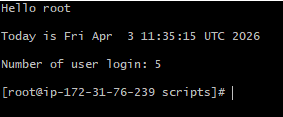 Hello root
Today is Fri Apr  3 11:35:15 UTC 2026
Number of user login: 5
[root@ip-172-31-76-239 scripts]#